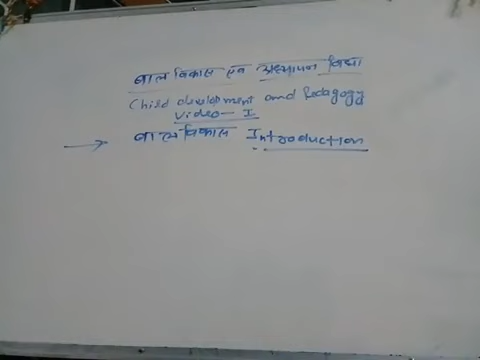 बाल विकास एवं अध्यापन विद्या
Child development and Pedagogy
Video - I
बाल विकास Introduction